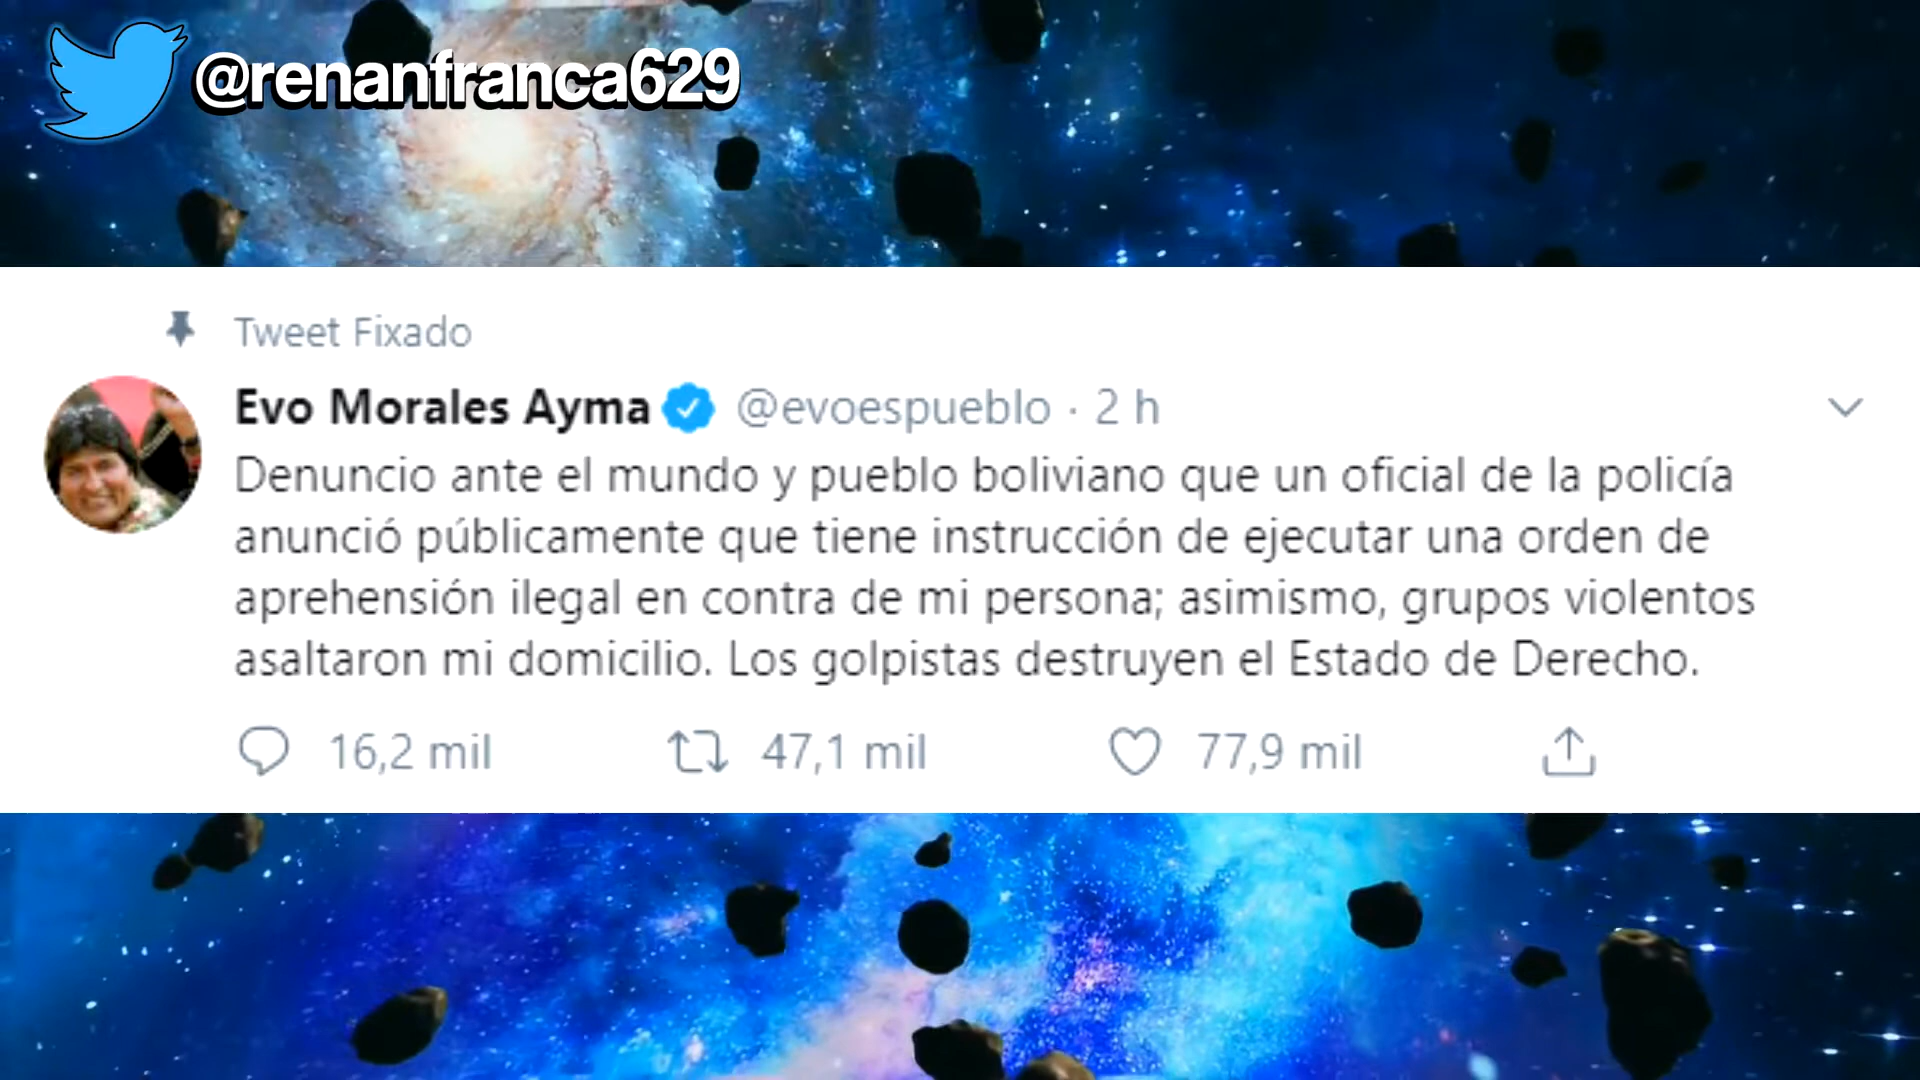 @renanfranca629
Tweet Fixado
Evo Morales Ayma @evoespueblo · 2 h
Denuncio ante el mundo y pueblo boliviano que un oficial de la policía
anunció públicamente que tiene instrucción de ejecutar una orden de
aprehensión ilegal en contra de mi persona; asimismo, grupos violentos
asaltaron mi domicilio. Los golpistas destruyen el Estado de Derecho.
16,2 mil 47,1 mil 77,9 mil